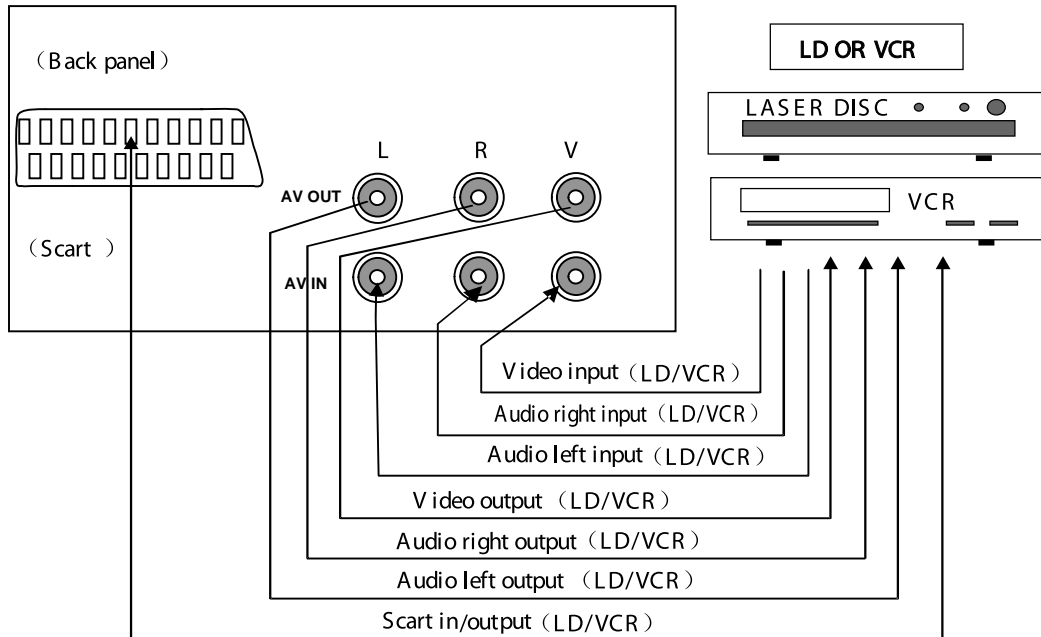 (Back panel)
LD OR VCR
LASER DISC
L R V
AV OUT
VCR
(Scart )
AV IN
Video input (LD/VCR)
Audio right input (LD/VCR)
Audio left input (LD/VCR)
Video output (LD/VCR)
Audio right output (LD/VCR)
Audio left output (LD/VCR)
Scart in/output (LD/VCR)